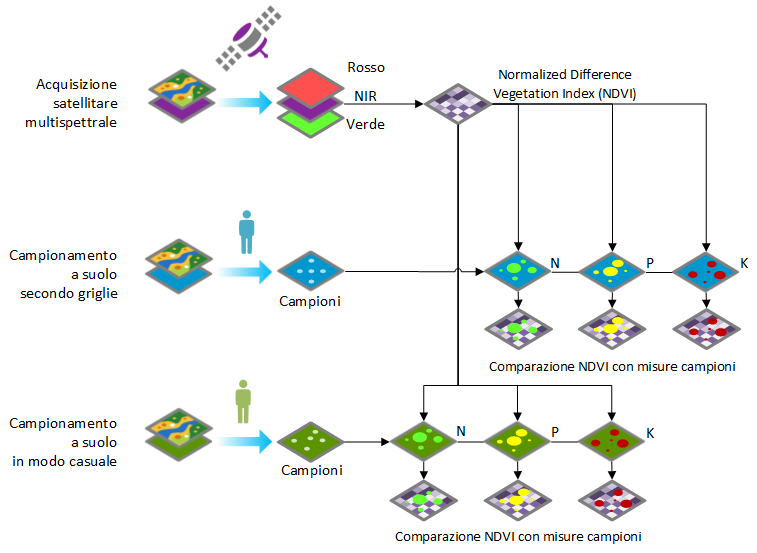 Acquisizione
satellitare
multispettrale
Rosso
NIR
Verde
Normalized Difference
Vegetation Index (NDVI)
Campionamento
a suolo
secondo griglie
Campioni
N
P
K
Comparazione NDVI con misure campioni
Campionamento
a suolo
in modo casuale
Campioni
N
P
K
Comparazione NDVI con misure campioni